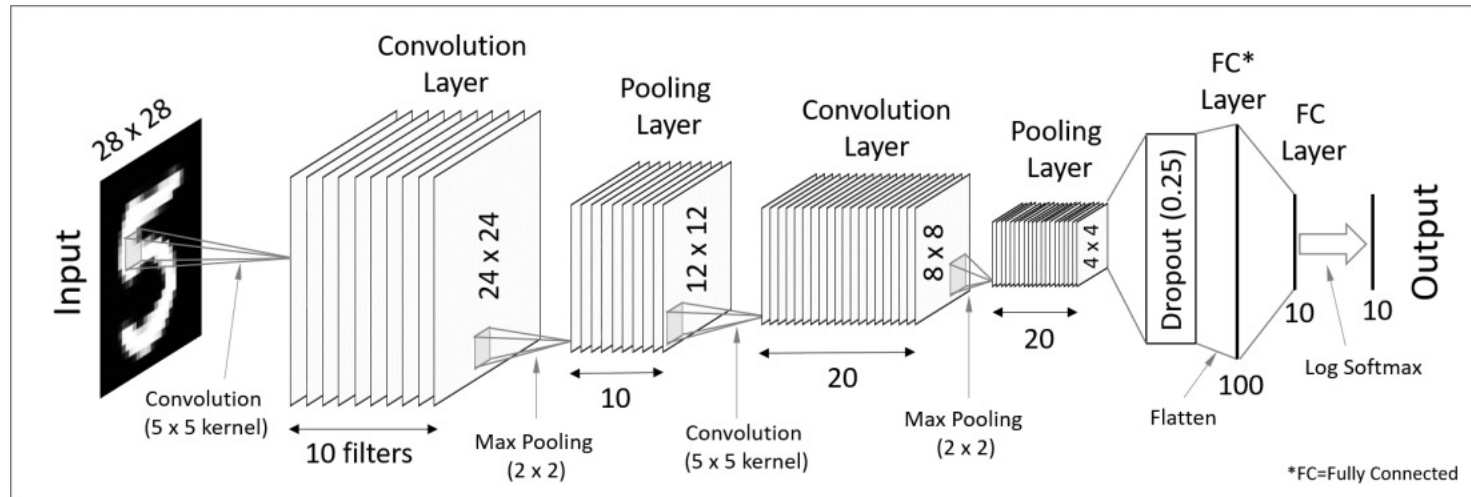 Input
28 x 28
Convolution
(5 x 5 kernel)
Convolution
Layer
24 x 24
10 filters
Max Pooling
(2 x 2)
Pooling
Layer
12 x 12
10
Convolution
(5 x 5 kernel)
Convolution
Layer
8 x 8
20
Max Pooling
(2 x 2)
Pooling
Layer
4 x 4
20
Dropout (0.25)
Flatten
FC*
Layer
100
FC
Layer
10
Log Softmax
10
Output
*FC=Fully Connected
5